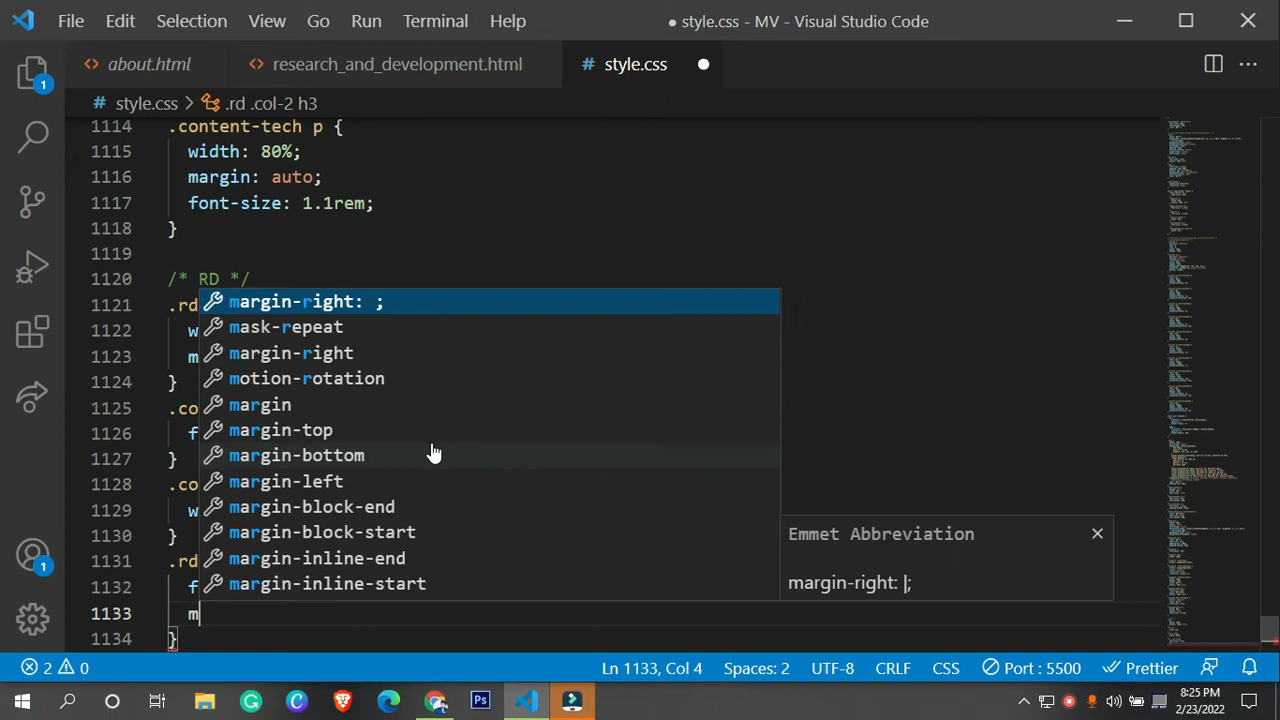 File Edit Selection View Go Run Terminal Help ● style.css - MV - Visual Studio Code
<> about.html <> research_and_development.html # style.css
# style.css > .rd .col-2 h3
1114 .content-tech p {
1115 width: 80%;
1116 margin: auto;
1117 font-size: 1.1rem;
1118 }
1119
1120 /* RD */
1121 .rd
margin-right: ;
1122 w
mask-repeat
1123 m
margin-right
1124 }
motion-rotation
1125 .co
margin
1126 f
margin-top
1127 }
margin-bottom
1128 .co
margin-left
1129 w
margin-block-end
1130 }
margin-block-start
1131 .rd
margin-inline-end
1132 f
margin-inline-start
Emmet Abbreviation
margin-right: |;
1133 m
1134 }
1
1
2 0 Ln 1133, Col 4 Spaces: 2 UTF-8 CRLF CSS Port : 5500 Prettier
Ps 8:25 PM
2/23/2022